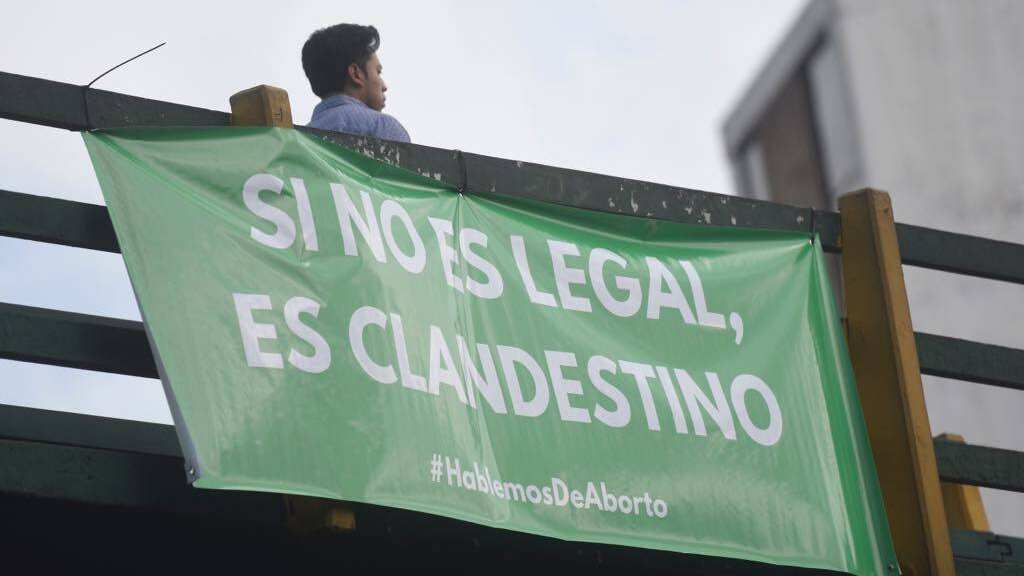 SI NO ES LEGAL,
ES CLANDESTINO
#HablemosDeAborto